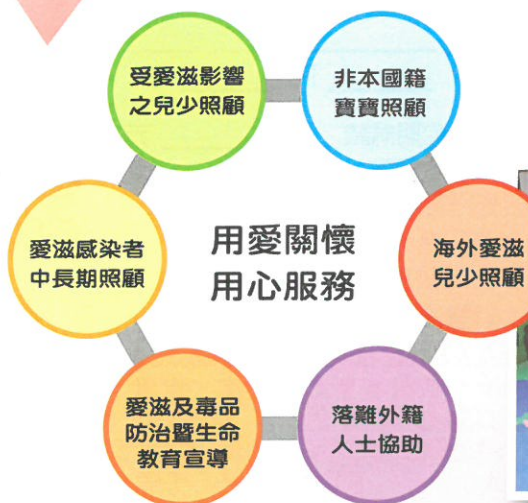 受愛滋影響
之兒少照顧
非本國籍
寶寶照顧
愛滋感染者
中長期照顧
用愛關懷
用心服務
海外愛滋
兒少照顧
愛滋及毒品
防治暨生命
教育宣導
落難外籍
人士協助